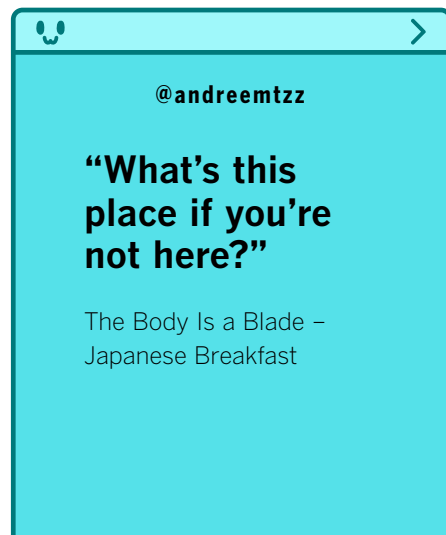 @andreemtzz
“What’s this
place if you’re
not here?”
The Body Is a Blade –
Japanese Breakfast